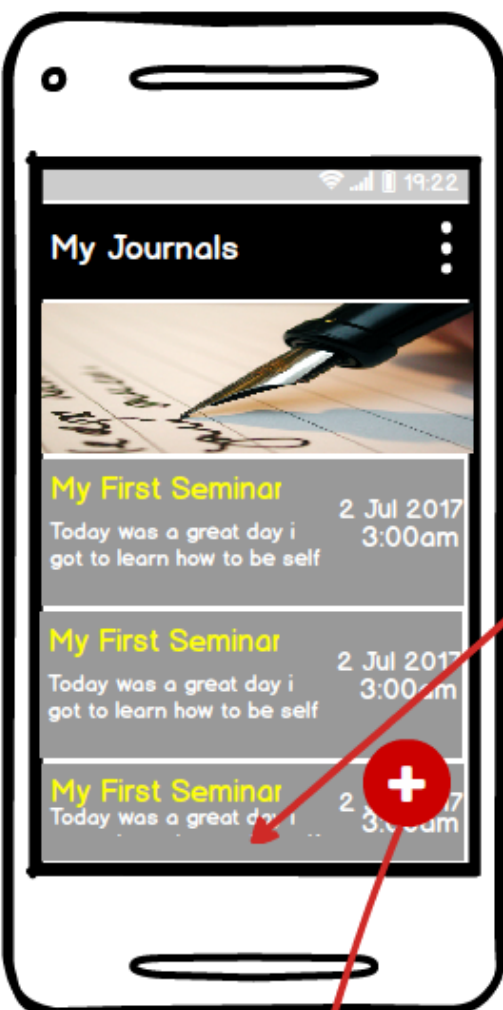 19:22
My Journals
My First Seminar
2 Jul 2017
3:00am
Today was a great day i
got to learn how to be self
My First Seminar
2 Jul 2017
3:00am
Today was a great day i
got to learn how to be self
My First Seminar
Today was a great day i